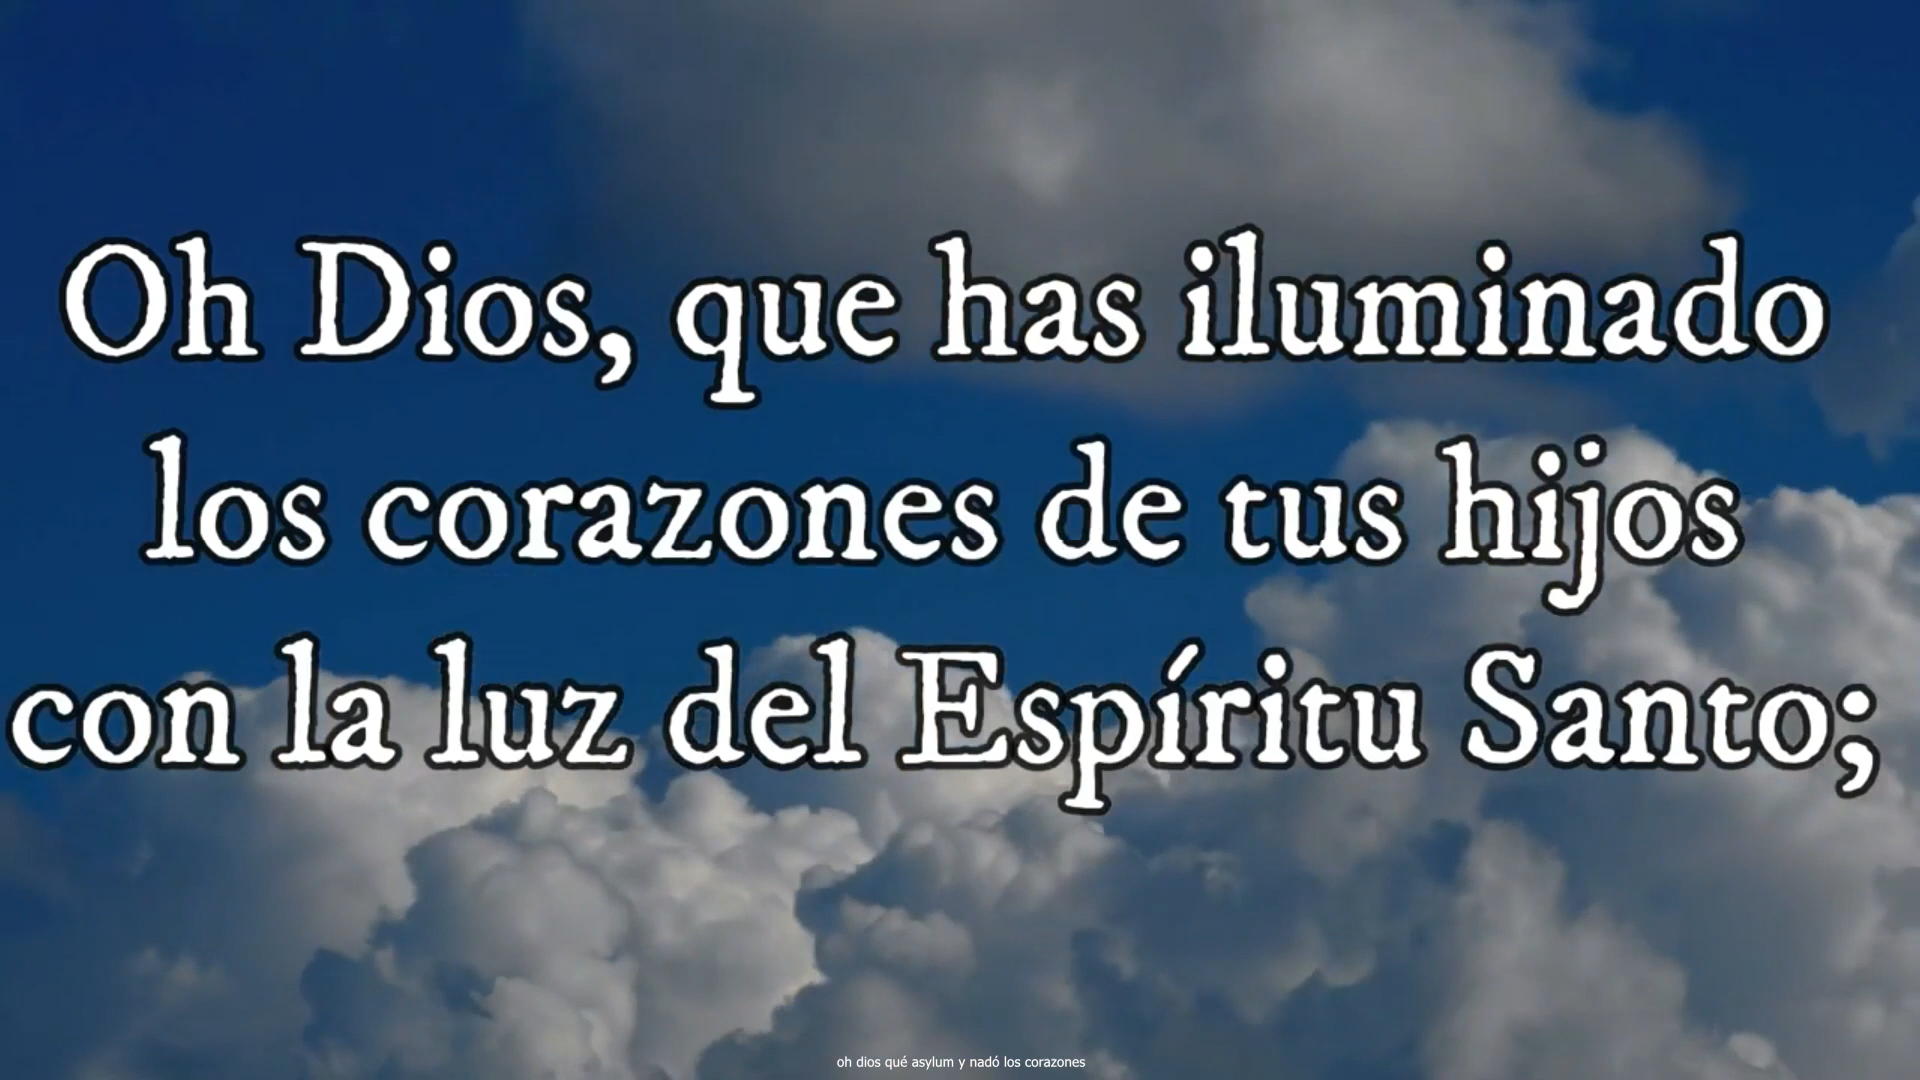 Oh Dios, que has iluminado
los corazones de tus hijos
con la luz del Espíritu Santo;
oh dios qué asylum y nadó los corazones